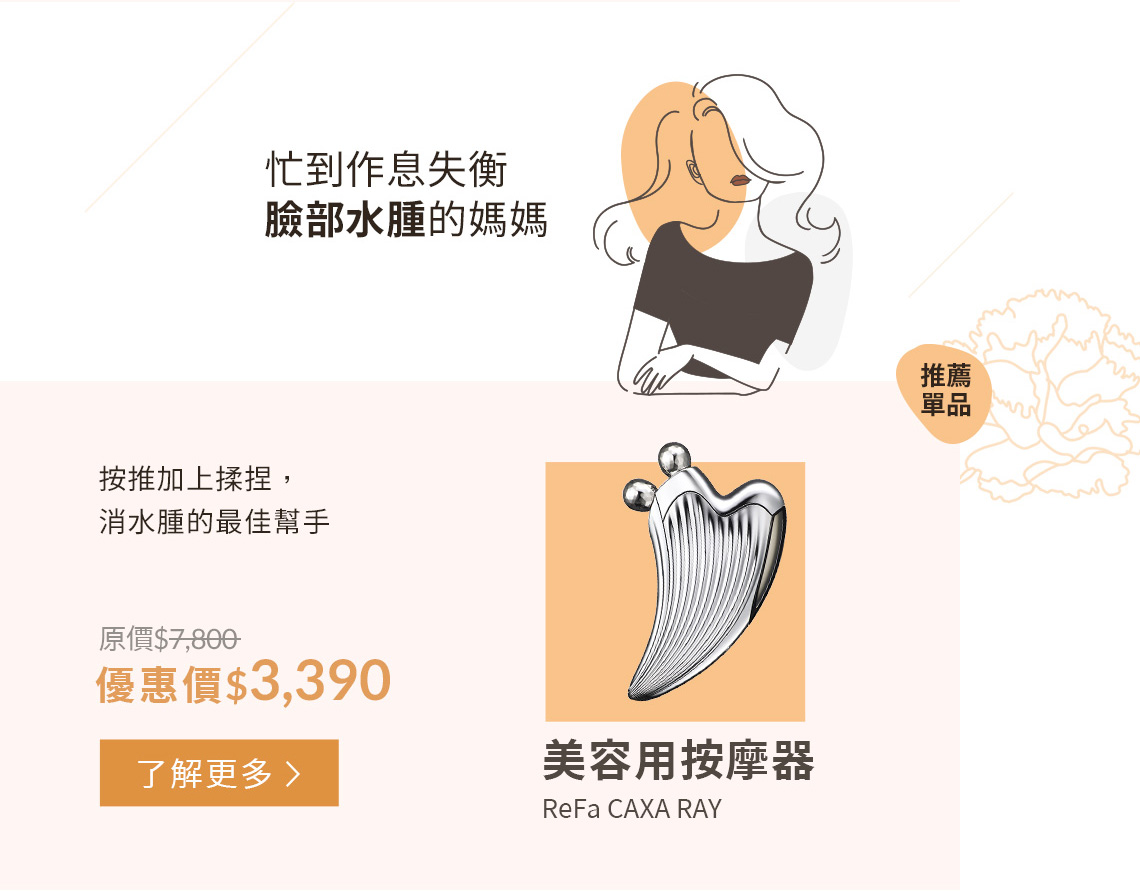 忙到作息失衡
臉部水腫的媽媽
推薦
單品
按推加上揉捏，
消水腫的最佳幫手
原價$7,800
優惠價$3,390
了解更多
美容用按摩器
ReFa CAXA RAY